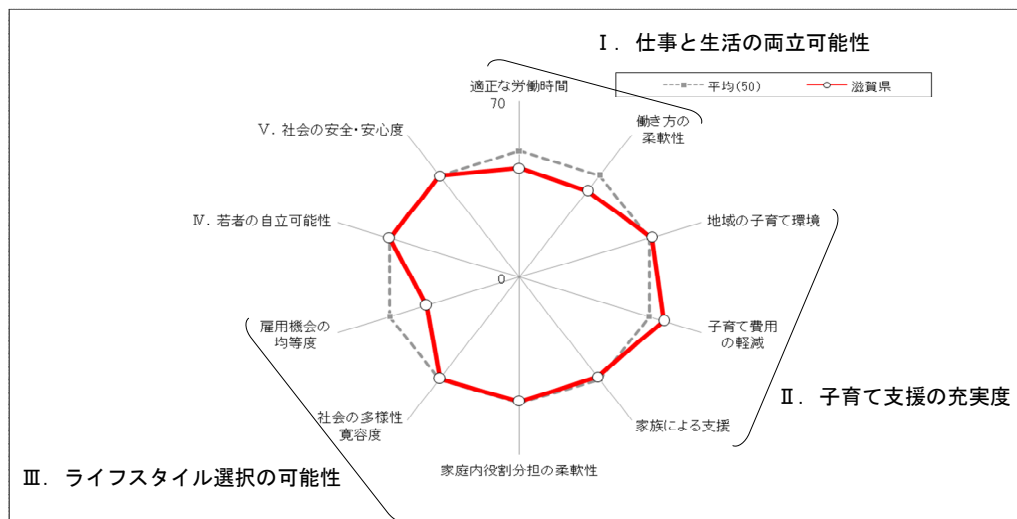 Ⅰ．仕事と生活の両立可能性
平均(50)
滋賀県
適正な労働時間
70
働き方の
柔軟性
Ⅴ．社会の安全・安心度
Ⅳ．若者の自立可能性
地域の子育て環境
0
雇用機会の
均等度
子育て費用
の軽減
Ⅱ．子育て支援の充実度
社会の多様性
寛容度
家族による支援
家庭内役割分担の柔軟性
Ⅲ．ライフスタイル選択の可能性